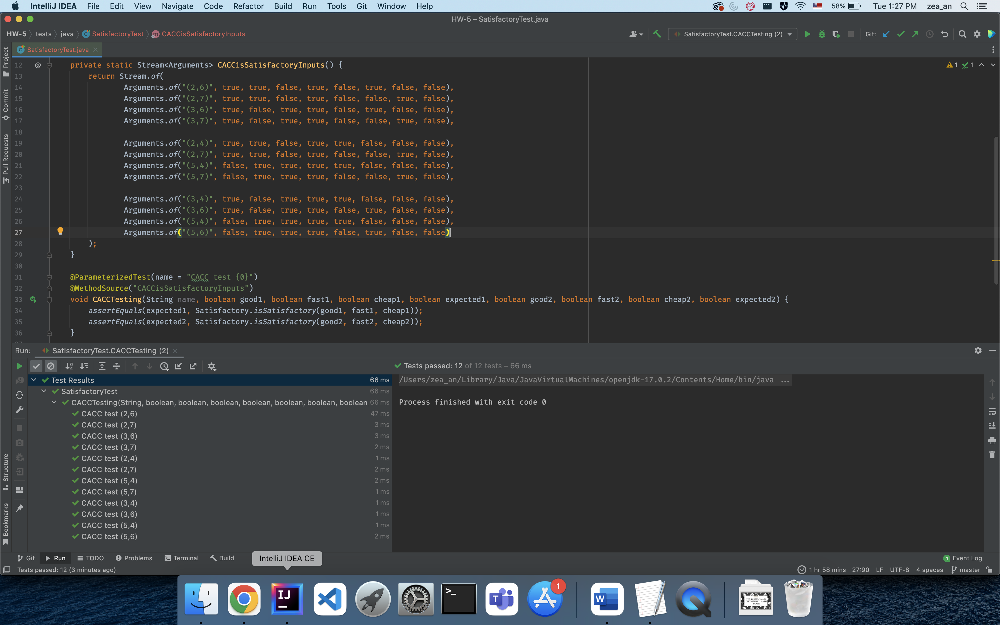 IntelliJ IDEA File Edit View Navigate Code Refactor Build Run Tools Git Window Help 58% Tue 1:27 PM zea_an
HW-5 – SatisfactoryTest.java
HW-5 tests java SatisfactoryTest CACCisSatisfactoryInputs SatisfactoryTest.CACCTesting (2) Git:
Project
Commit
Pull Requests
Structure
Bookmarks
SatisfactoryTest.java
12 @ private static Stream<Arguments> CACCisSatisfactoryInputs() { 1 1
13 return Stream.of(
14 Arguments.of("(2,6)", true, true, false, true, false, true, false, false),
15 Arguments.of("(2,7)", true, true, false, true, false, false, true, false),
16 Arguments.of("(3,6)", true, false, true, true, false, true, false, false),
17 Arguments.of("(3,7)", true, false, true, true, false, false, true, false),
18
19 Arguments.of("(2,4)", true, true, false, true, true, false, false, false),
20 Arguments.of("(2,7)", true, true, false, true, false, false, true, false),
21 Arguments.of("(5,4)", false, true, true, true, true, false, false, false),
22 Arguments.of("(5,7)", false, true, true, true, false, false, true, false),
23
24 Arguments.of("(3,4)", true, false, true, true, true, false, false, false),
25 Arguments.of("(3,6)", true, false, true, true, false, true, false, false),
26 Arguments.of("(5,4)", false, true, true, true, true, false, false, false),
27 Arguments.of("(5,6)", false, true, true, true, false, true, false, false)
28 );
29 }
30
31 @ParameterizedTest(name = "CACC test {0}")
32 @MethodSource("CACCisSatisfactoryInputs")
33 void CACCTesting(String name, boolean good1, boolean fast1, boolean cheap1, boolean expected1, boolean good2, boolean fast2, boolean cheap2, boolean expected2) {
34 assertEquals(expected1, Satisfactory.isSatisfactory(good1, fast1, cheap1));
35 assertEquals(expected2, Satisfactory.isSatisfactory(good2, fast2, cheap2));
36 }
Run: SatisfactoryTest.CACCTesting (2)
Tests passed: 12 of 12 tests – 66 ms
Test Results 66 ms
SatisfactoryTest 66 ms
CACCTesting(String, boolean, boolean, boolean, boolean, boolean, boolean, boolean, 66 ms
CACC test (2,6) 47 ms
CACC test (2,7) 3 ms
CACC test (3,6) 3 ms
CACC test (3,7) 2 ms
CACC test (2,4) 1 ms
CACC test (2,7) 2 ms
CACC test (5,4) 2 ms
CACC test (5,7) 1 ms
CACC test (3,4) 1 ms
CACC test (3,6) 1 ms
CACC test (5,4) 1 ms
CACC test (5,6) 2 ms
/Users/zea_an/Library/Java/JavaVirtualMachines/openjdk-17.0.2/Contents/Home/bin/java ...
Process finished with exit code 0
Git Run TODO Problems Terminal Build 1 Event Log
IntelliJ IDEA CE
Tests passed: 12 (3 minutes ago) 1 hr 58 mins 27:90 LF UTF-8 4 spaces master
IJ
>_
T
1
W
P2P SYSTEMS AND
DISTRIBUTED HASH
TABLE